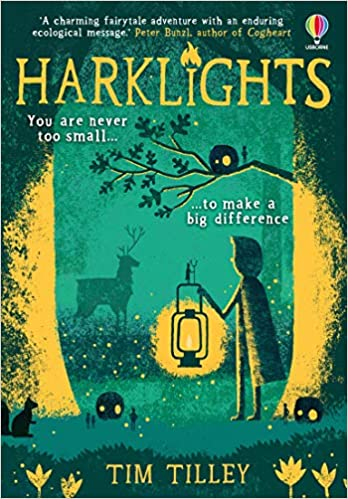 'A charming fairytale adventure with an enduring
ecological message.' Peter Bunzl, author of Cogheart
USBORNE
HARKLIGHTS
You are never
too small...
...to make a
big difference
TIM TILLEY